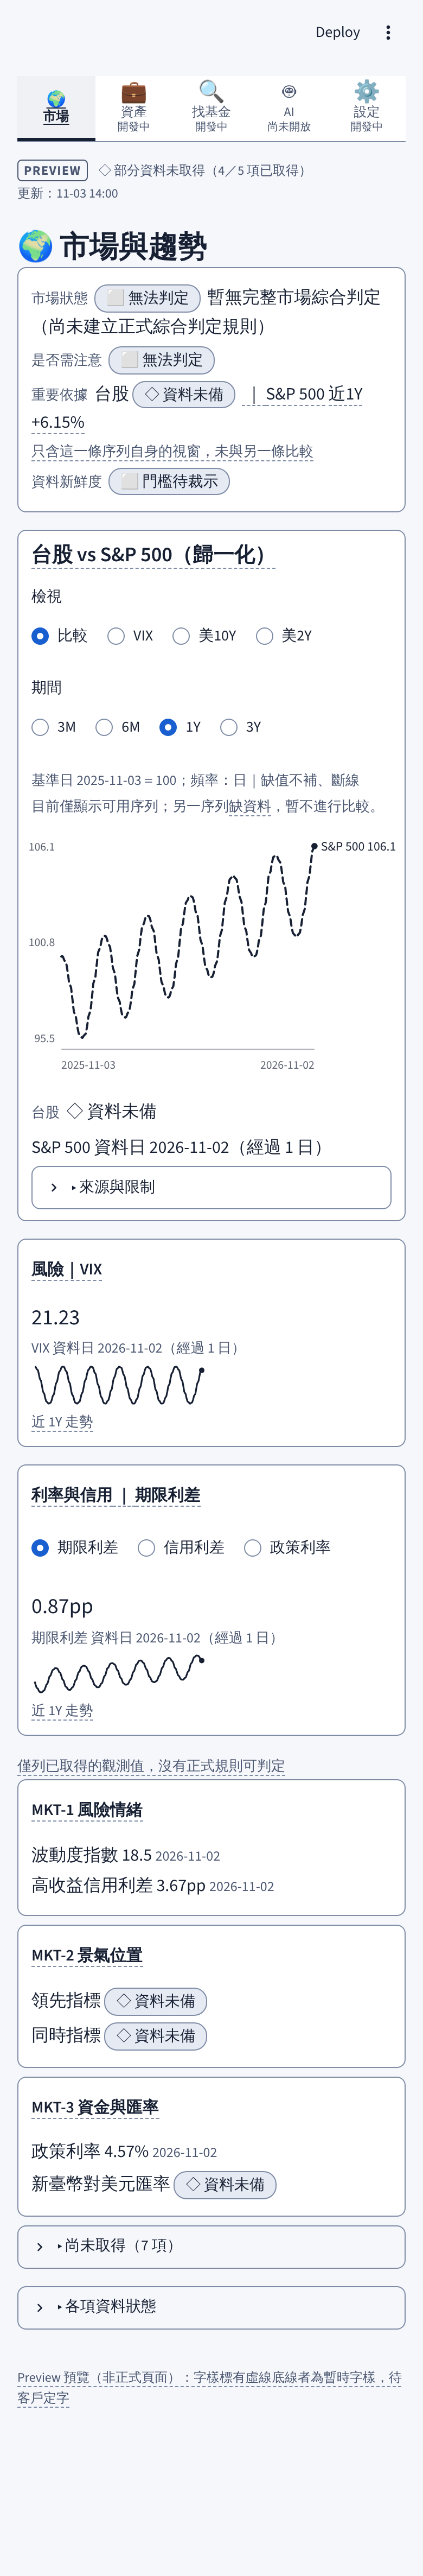 Deploy
市場
資產
開發中
找基金
開發中
AI
尚未開放
設定
開發中
PREVIEW ◇ 部分資料未取得（4／5 項已取得）
更新：11-03 14:00
🌍 市場與趨勢
市場狀態 ⬜ 無法判定 暫無完整市場綜合判定
（尚未建立正式綜合判定規則）
是否需注意 ⬜ 無法判定
重要依據 台股 ◇ 資料未備 ｜ S&P 500 近1Y
+6.15%
只含這一條序列自身的視窗，未與另一條比較
資料新鮮度 ⬜ 門檻待裁示
台股 vs S&P 500（歸一化）
檢視
比較 VIX 美10Y 美2Y
期間
3M 6M 1Y 3Y
基準日 2025-11-03＝100；頻率：日｜缺值不補、斷線
目前僅顯示可用序列；另一序列缺資料，暫不進行比較。
106.1
S&P 500 106.1
100.8
95.5
2025-11-03 2026-11-02
台股 ◇ 資料未備
S&P 500 資料日 2026-11-02（經過 1 日）
▸ 來源與限制
風險｜VIX
21.23
VIX 資料日 2026-11-02（經過 1 日）
近 1Y 走勢
利率與信用 ｜ 期限利差
期限利差 信用利差 政策利率
0.87pp
期限利差 資料日 2026-11-02（經過 1 日）
近 1Y 走勢
僅列已取得的觀測值，沒有正式規則可判定
MKT-1 風險情緒
波動度指數 18.5 2026-11-02
高收益信用利差 3.67pp 2026-11-02
MKT-2 景氣位置
領先指標 ◇ 資料未備
同時指標 ◇ 資料未備
MKT-3 資金與匯率
政策利率 4.57% 2026-11-02
新臺幣對美元匯率 ◇ 資料未備
▸ 尚未取得（7 項）
▸ 各項資料狀態
Preview 預覽（非正式頁面）：字樣標有虛線底線者為暫時字樣，待
客戶定字